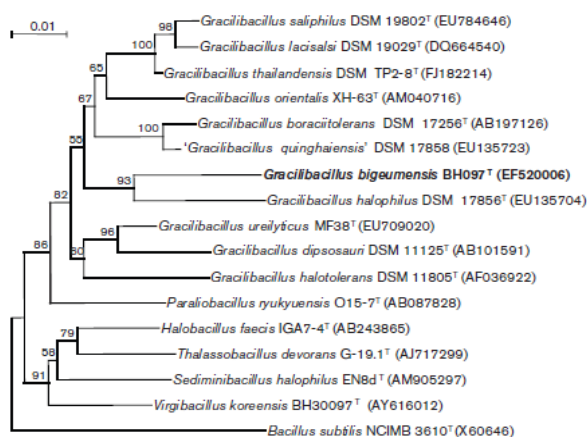 0.01
98
Gracilibacillus saliphilus DSM 19802ᵀ (EU784646)
100
Gracilibacillus lacisalsi DSM 19029ᵀ (DQ664540)
65
Gracilibacillus thailandensis DSM TP2-8ᵀ (FJ182214)
67
Gracilibacillus orientalis XH-63ᵀ (AM040716)
55
100
Gracilibacillus boraciitolerans DSM 17256ᵀ (AB197126)
'Gracilibacillus quinghaiensis' DSM 17858 (EU135723)
93
Gracilibacillus bigeumensis BH097ᵀ (EF520006)
82
Gracilibacillus halophilus DSM 17856ᵀ (EU135704)
96
Gracilibacillus ureilyticus MF38ᵀ (EU709020)
86
80
Gracilibacillus dipsosauri DSM 11125ᵀ (AB101591)
Gracilibacillus halotolerans DSM 11805ᵀ (AF036922)
Paraliobacillus ryukyuensis O15-7ᵀ (AB087828)
79
Halobacillus faecis IGA7-4ᵀ (AB243865)
58
Thalassobacillus devorans G-19.1ᵀ (AJ717299)
91
Sediminibacillus halophilus EN8dᵀ (AM905297)
Virgibacillus koreensis BH30097ᵀ (AY616012)
Bacillus subtilis NCIMB 3610ᵀ (X60646)